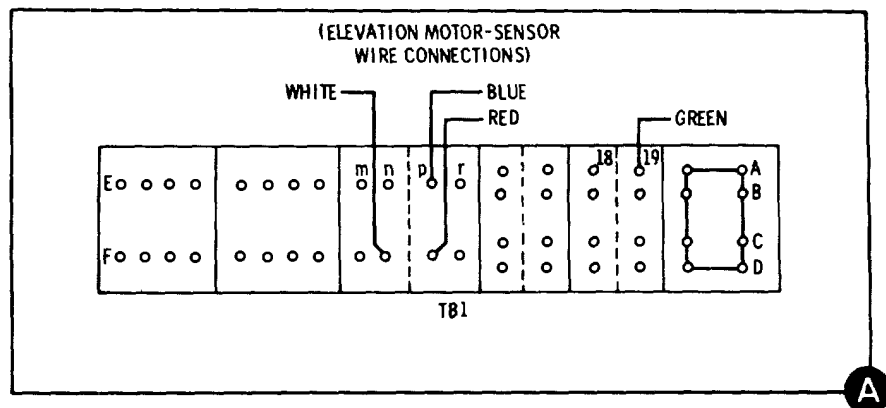 (ELEVATION MOTOR-SENSOR
WIRE CONNECTIONS)
WHITE
BLUE
RED
GREEN
E
m n
p r
18
19
A
B
F
C
D
TB1
A